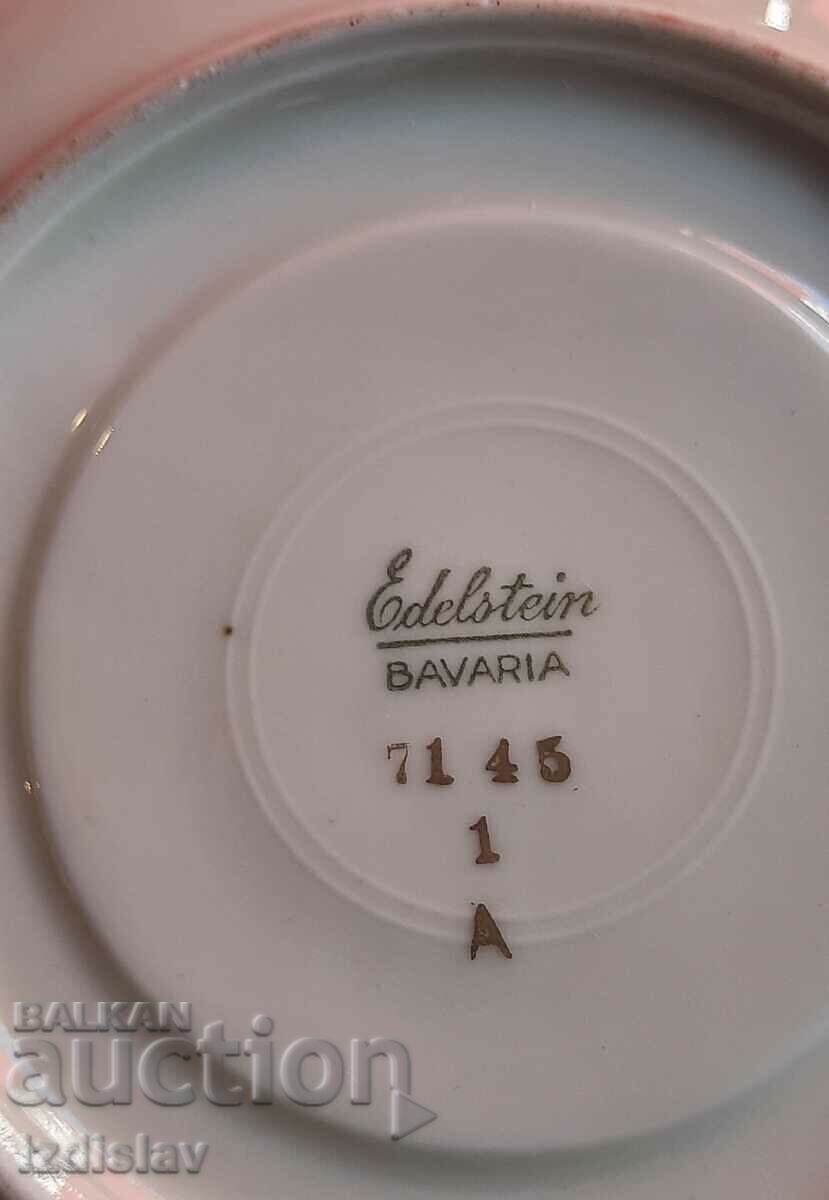 Edelstein
BAVARIA
7145
1
A
BALKAN
auction
Izdislav